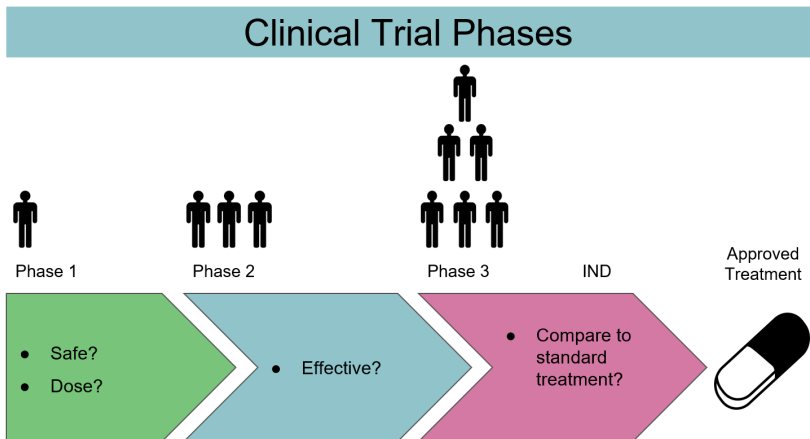 Clinical Trial Phases
Phase 1
Phase 2
Phase 3
IND
Approved
Treatment
● Safe?
● Dose?
● Effective?
● Compare to
standard
treatment?